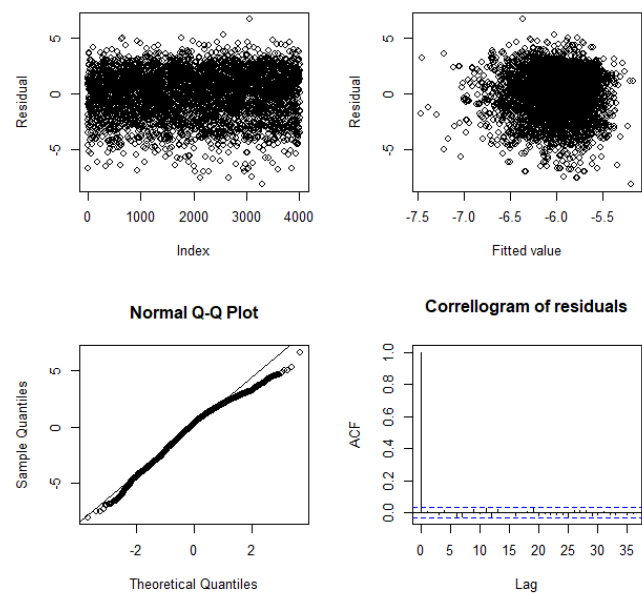 Residual
5
0
-5
0 1000 2000 3000 4000
Index
Residual
5
0
-5
-7.5 -7.0 -6.5 -6.0 -5.5
Fitted value
Normal Q-Q Plot
Sample Quantiles
5
0
-5
-2 0 2
Theoretical Quantiles
Correllogram of residuals
ACF
1.0
0.8
0.6
0.4
0.2
0.0
0 5 10 15 20 25 30 35
Lag